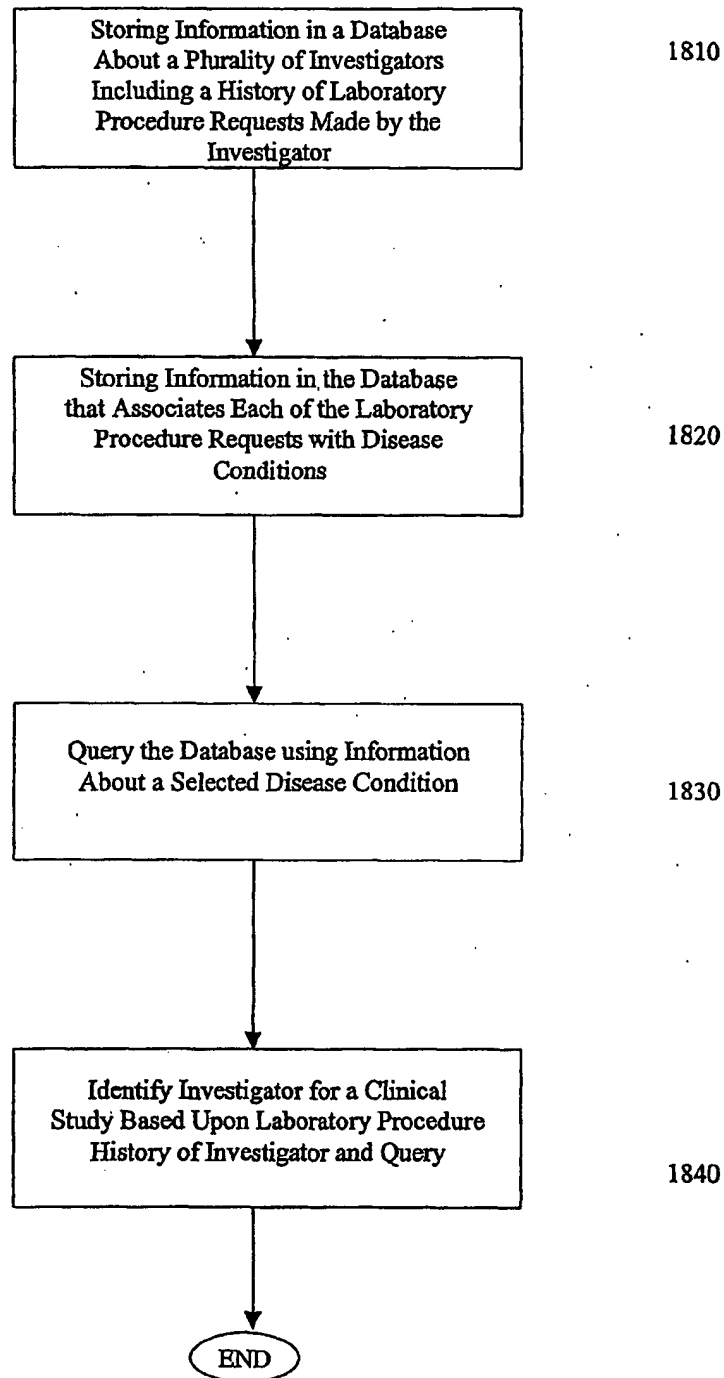 Storing Information in a Database
About a Plurality of Investigators
Including a History of Laboratory
Procedure Requests Made by the
Investigator
1810
Storing Information in the Database
that Associates Each of the Laboratory
Procedure Requests with Disease
Conditions
1820
Query the Database using Information
About a Selected Disease Condition
1830
Identify Investigator for a Clinical
Study Based Upon Laboratory Procedure
History of Investigator and Query
1840
END